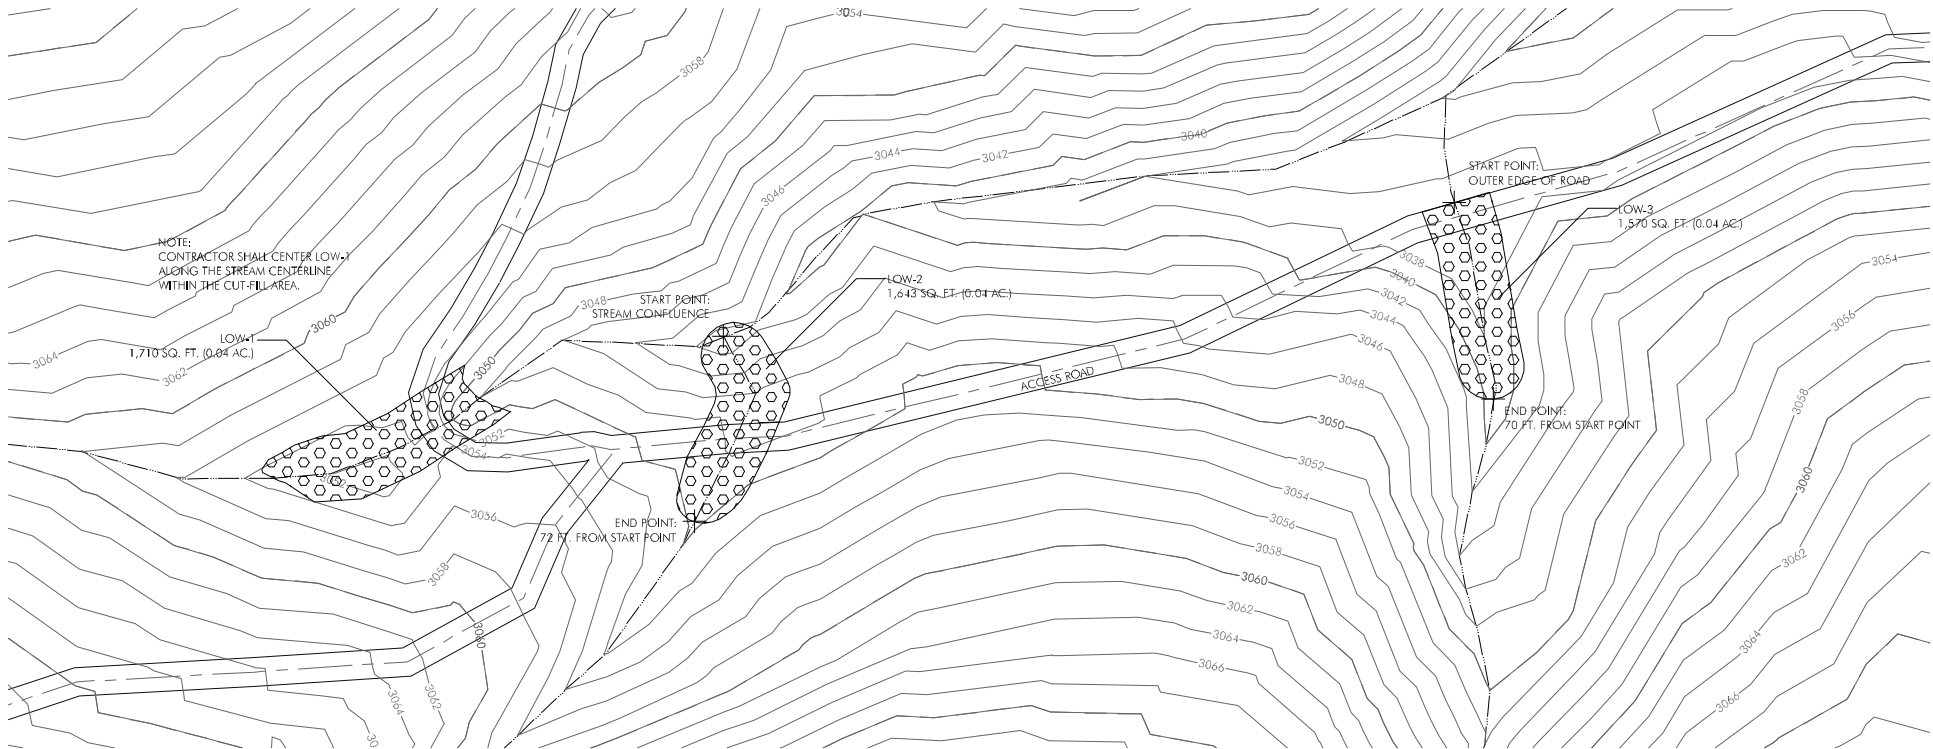 3054
3058
3040
3044
3042
START POINT:
OUTER EDGE OF ROAD
3046
LOW-3
1,570 SQ. FT. (0.04 AC.)
NOTE:
CONTRACTOR SHALL CENTER LOW-1
ALONG THE STREAM CENTERLINE
WITHIN THE CUT-FILL AREA.
3038
3054
3040
LOW-2
1,643 SQ. FT. (0.04 AC.)
3042
3048
START POINT:
STREAM CONFLUENCE
3044
3060
3056
LOW-1
1,710 SQ. FT. (0.04 AC.)
3046
3064
3050
3062
ACCESS ROAD
3048
3058
END POINT:
70 FT. FROM START POINT
3050
3052
3054
3052
3052
3060
3054
3056
END POINT:
72 FT. FROM START POINT
3056
3058
3062
3058
3060
3062
3060
3064
3064
3066
3064
3062
3066
30